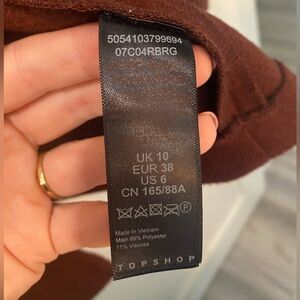 5054103799694
07C04RBRG
UK 10
EUR 38
US 6
CN 165/88A
Made in Vietnam
Main 89% Polyester
11% Viscose
TOPSHOP